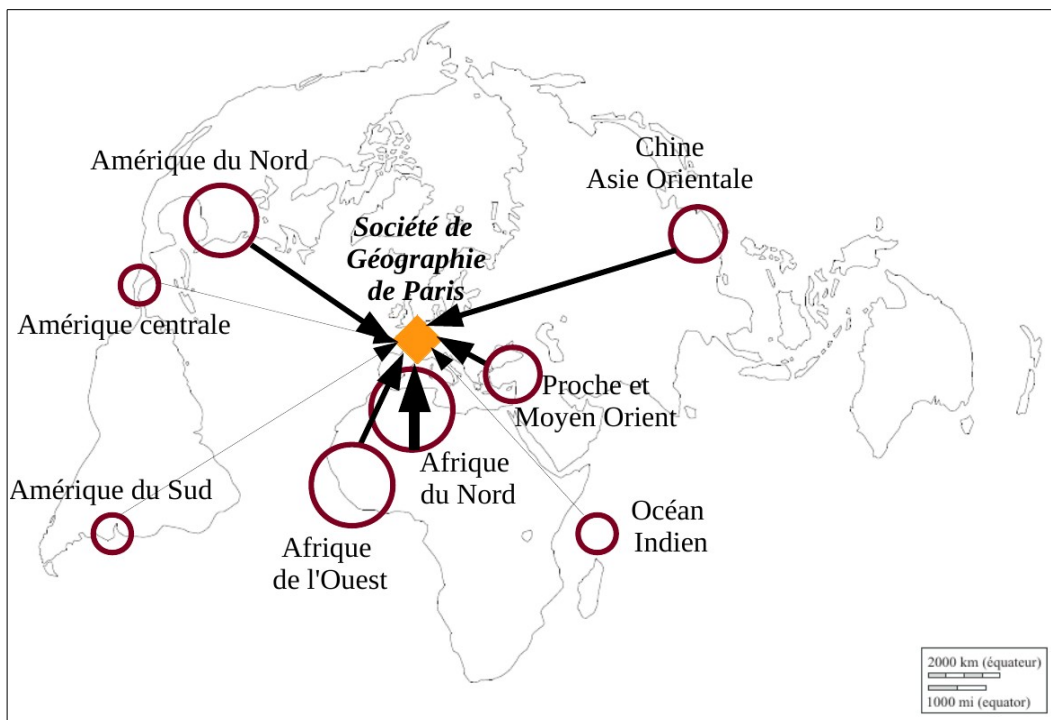 Amérique du Nord
Chine
Asie Orientale
Société de
Géographie
de Paris
Amérique centrale
Proche et
Moyen Orient
Afrique
du Nord
Amérique du Sud
Océan
Indien
Afrique
de l'Ouest
2000 km (équateur)
1000 mi (equator)